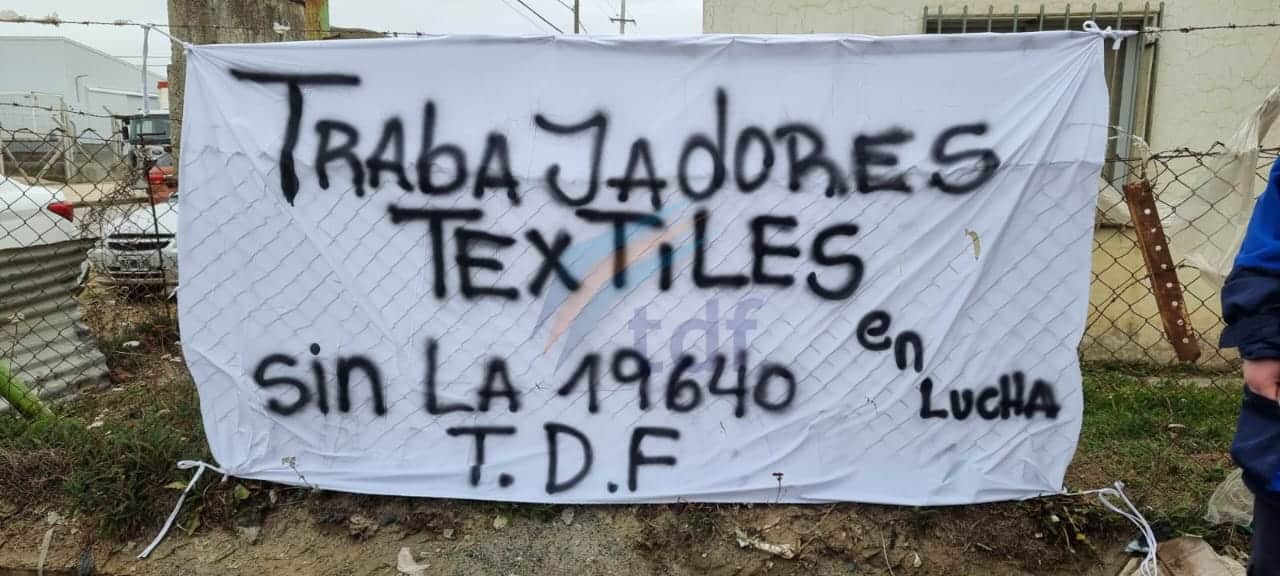 TRABAJADORES
TEXTiLES
en
Sin LA 19640
LUCHA
T.D.F
tdf